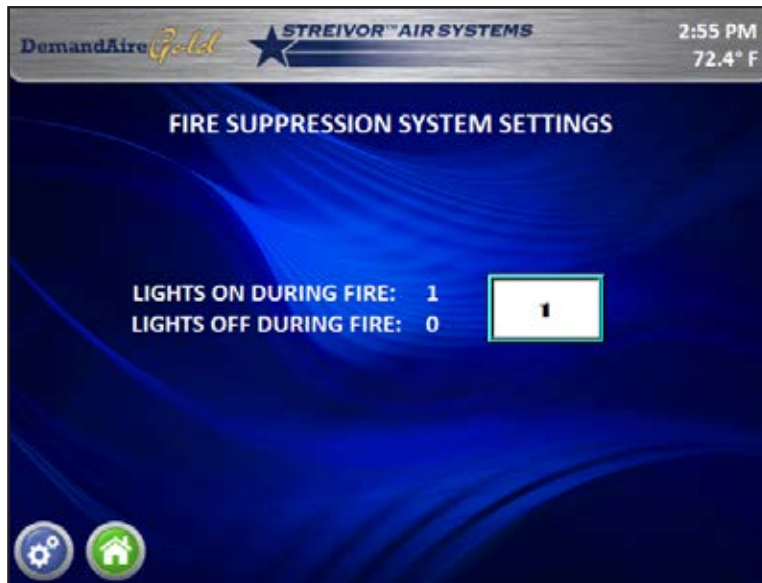 DemandAire Gold
STREIVOR™ AIR SYSTEMS
2:55 PM
72.4° F
FIRE SUPPRESSION SYSTEM SETTINGS
LIGHTS ON DURING FIRE: 1
LIGHTS OFF DURING FIRE: 0
1